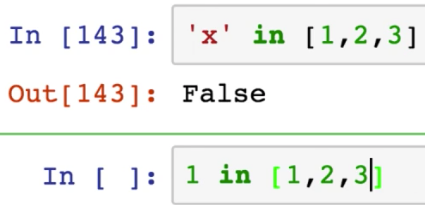 In [143]: 'x' in [1,2,3]
Out[143]: False
In [ ]: 1 in [1,2,3]